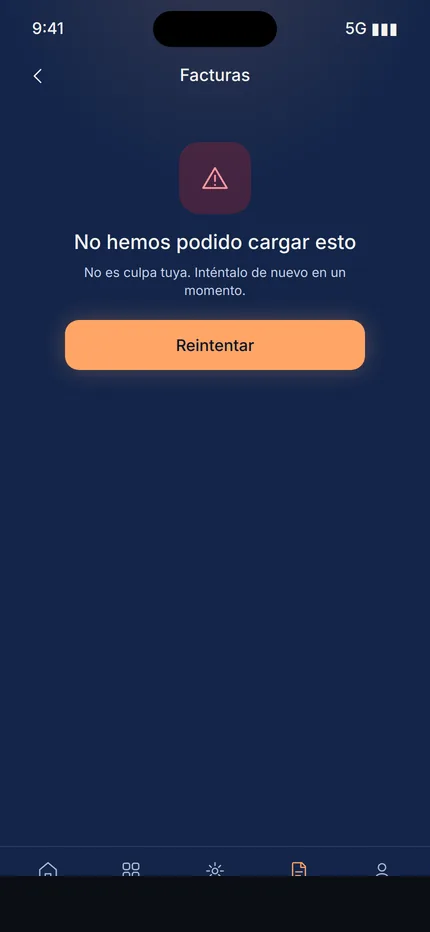 9:41
5G
Facturas
No hemos podido cargar esto
No es culpa tuya. Inténtalo de nuevo en un
momento.
Reintentar